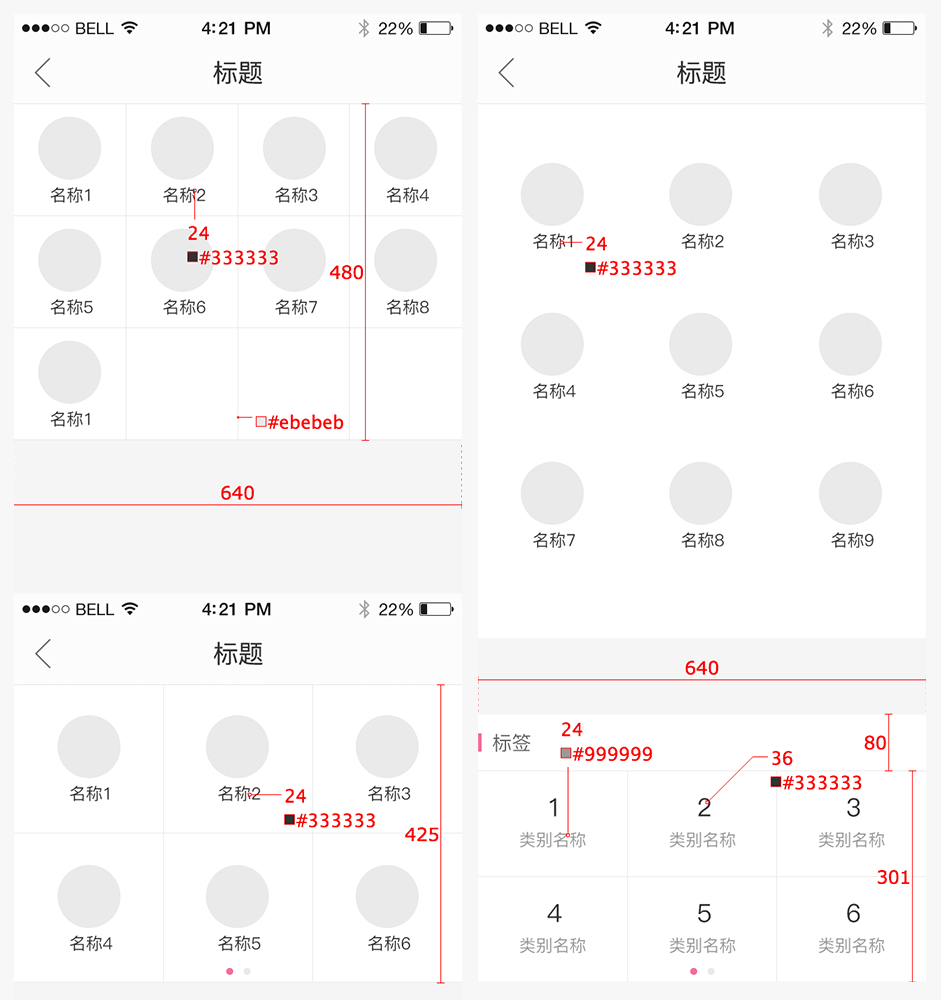 BELL 4:21 PM 22%
标题
名称1 名称2 名称3 名称4
24
#333333
480
名称5 名称6 名称7 名称8
名称1
#ebebeb
640
BELL 4:21 PM 22%
标题
名称1 名称2 名称3
24
#333333
425
名称4 名称5 名称6
BELL 4:21 PM 22%
标题
名称1 名称2 名称3
24
#333333
名称4 名称5 名称6
名称7 名称8 名称9
640
标签
24
#999999
80
36
#333333
1 2 3
类别名称 类别名称 类别名称
301
4 5 6
类别名称 类别名称 类别名称